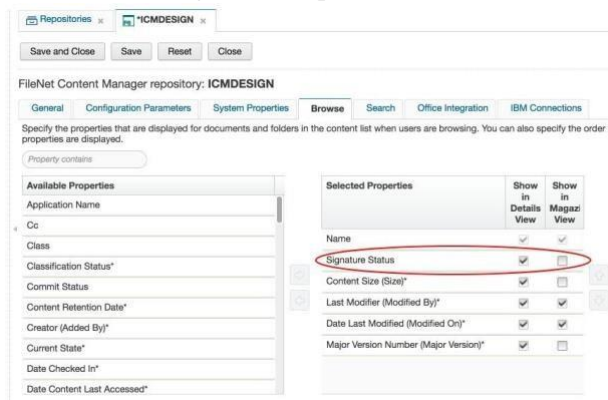 Repositories x *ICMDESIGN x
Save and Close Save Reset Close
FileNet Content Manager repository: ICMDESIGN
General Configuration Parameters System Properties Browse Search Office Integration IBM Connections
Specify the properties that are displayed for documents and folders in the content list when users are browsing. You can also specify the order
properties are displayed.
Property contains
Available Properties
Application Name
Cc
Class
Classification Status*
Commit Status
Content Retention Date*
Creator (Added By)*
Current State*
Date Checked In*
Date Content Last Accessed*
Selected Properties
Show in Details View
Show in Magazi View
Name
Signature Status
Content Size (Size)*
Last Modifier (Modified By)*
Date Last Modified (Modified On)*
Major Version Number (Major Version)*